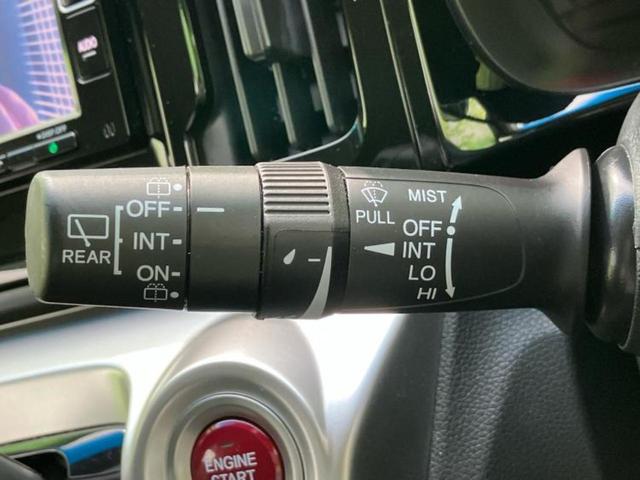 AUDIO
OFF
INT
REAR
ON
PULL
MIST
OFF
INT
LO
HI
ENGINE
START